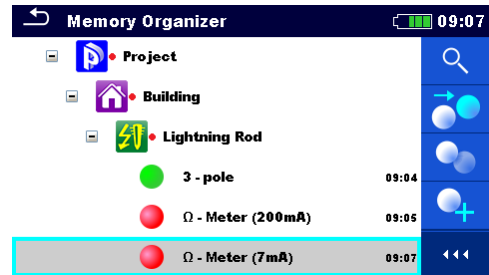 Memory Organizer 09:07
Project
Building
Lightning Rod
3 - pole 09:04
Ω - Meter (200mA) 09:05
Ω - Meter (7mA) 09:07